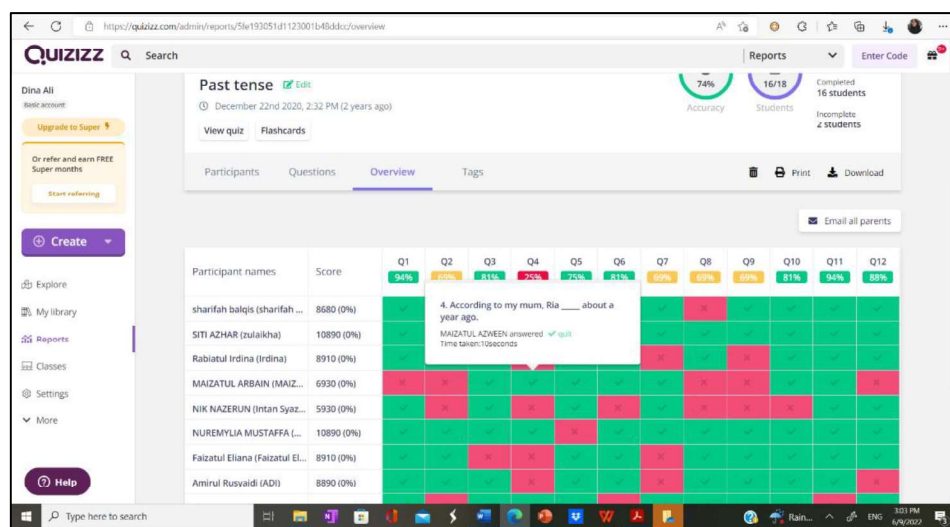 https://quizizz.com/admin/reports/5fe193051d1123001b48ddcc/overview
QUIZIZZ
Search
Reports
Enter Code
Dina Ali
Basic account
Upgrade to Super
Or refer and earn FREE
Super months
Start referring
Create
Explore
My library
Reports
Classes
Settings
More
Help
Past tense Edit
December 22nd 2020, 2:32 PM (2 years ago)
View quiz Flashcards
74%
Accuracy
16/18
Students
Completed
16 students
Incomplete
2 students
Participants Questions Overview Tags
Print Download
Email all parents
Participant names Score Q1 Q2 Q3 Q4 Q5 Q6 Q7 Q8 Q9 Q10 Q11 Q12
94% 69% 81% 25% 75% 81% 69% 69% 69% 81% 94% 88%
4. According to my mum, Ria ____ about a
year ago.
MAIZATUL AZWEEN answered quit
Time taken:10seconds
sharifah balqis (sharifah ... 8680 (0%)
SITI AZHAR (zulaikha) 10890 (0%)
Rabiatul Irdina (Irdina) 8910 (0%)
MAIZATUL ARBAIN (MAIZ... 6930 (0%)
NIK NAZERUN (Intan Syaz... 5930 (0%)
NUREMYLIA MUSTAFFA (... 10890 (0%)
Faizatul Eliana (Faizatul El... 8910 (0%)
Amirul Rusvaidi (ADI) 8890 (0%)
Type here to search
Rain...
ENG
3:03 PM
6/9/2022